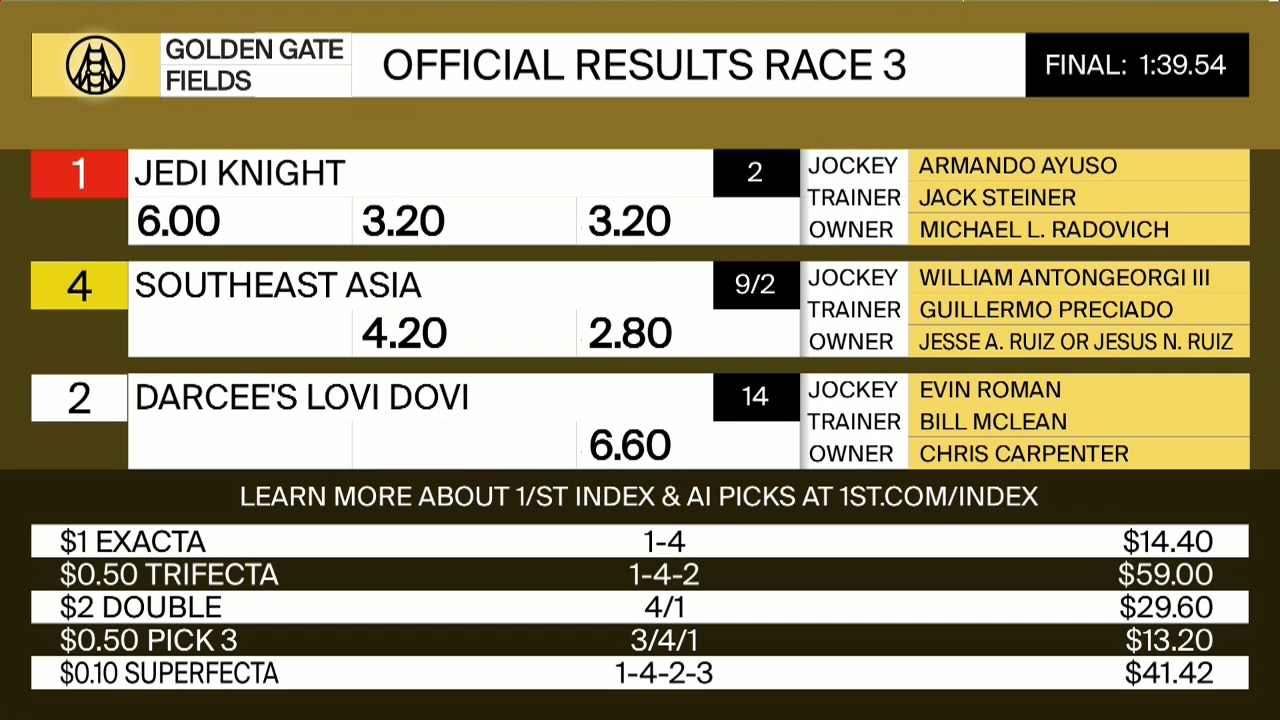 GOLDEN GATE
FIELDS
OFFICIAL RESULTS RACE 3
FINAL: 1:39.54
1 JEDI KNIGHT 2
6.00 3.20 3.20
JOCKEY ARMANDO AYUSO
TRAINER JACK STEINER
OWNER MICHAEL L. RADOVICH
4 SOUTHEAST ASIA 9/2
4.20 2.80
JOCKEY WILLIAM ANTONGEORGI III
TRAINER GUILLERMO PRECIADO
OWNER JESSE A. RUIZ OR JESUS N. RUIZ
2 DARCEE'S LOVI DOVI 14
6.60
JOCKEY EVIN ROMAN
TRAINER BILL MCLEAN
OWNER CHRIS CARPENTER
LEARN MORE ABOUT 1/ST INDEX & AI PICKS AT 1ST.COM/INDEX
$1 EXACTA 1-4 $14.40
$0.50 TRIFECTA 1-4-2 $59.00
$2 DOUBLE 4/1 $29.60
$0.50 PICK 3 3/4/1 $13.20
$0.10 SUPERFECTA 1-4-2-3 $41.42